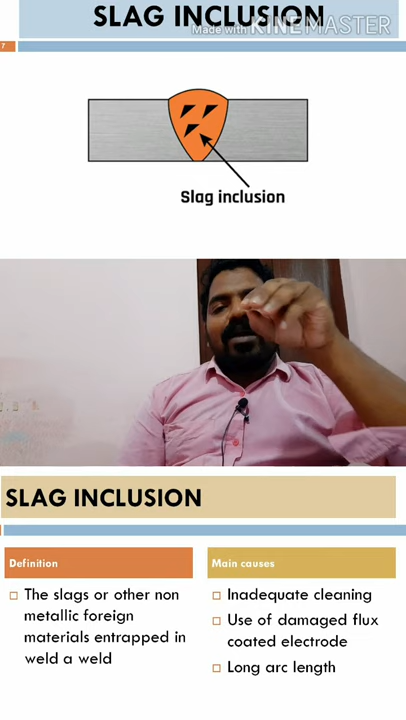 SLAG INCLUSION
Made with KINEMASTER
7
Slag inclusion
SLAG INCLUSION
Definition
The slags or other non
metallic foreign
materials entrapped in
weld a weld
Main causes
Inadequate cleaning
Use of damaged flux
coated electrode
Long arc length